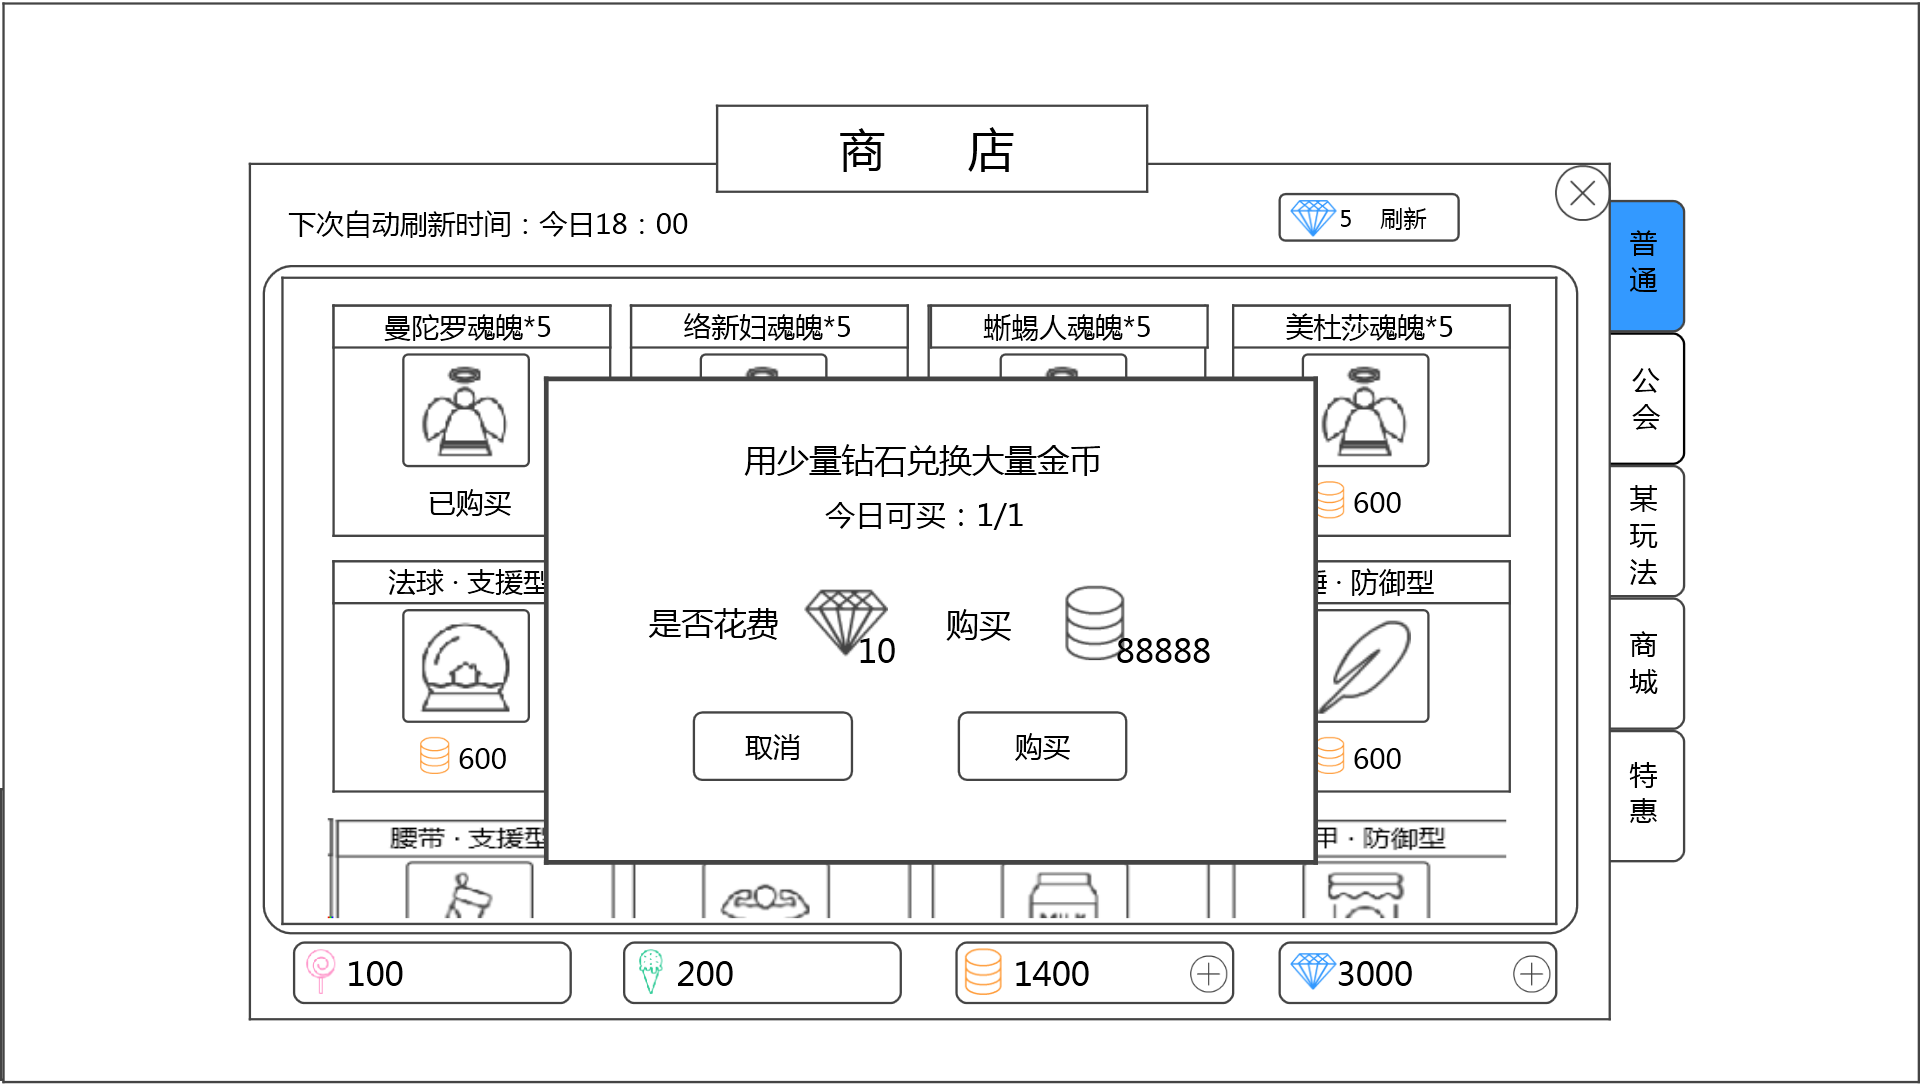 商 店
下次自动刷新时间：今日18：00
5 刷新
普通
公会
某玩法
商城
特惠
曼陀罗魂魄*5
络新妇魂魄*5
蜥蜴人魂魄*5
美杜莎魂魄*5
已购买
600
用少量钻石兑换大量金币
今日可买：1/1
是否花费 10 购买 88888
取消
购买
法球·支援型
·防御型
600
600
腰带·支援型
甲·防御型
MILK
100
200
1400
3000